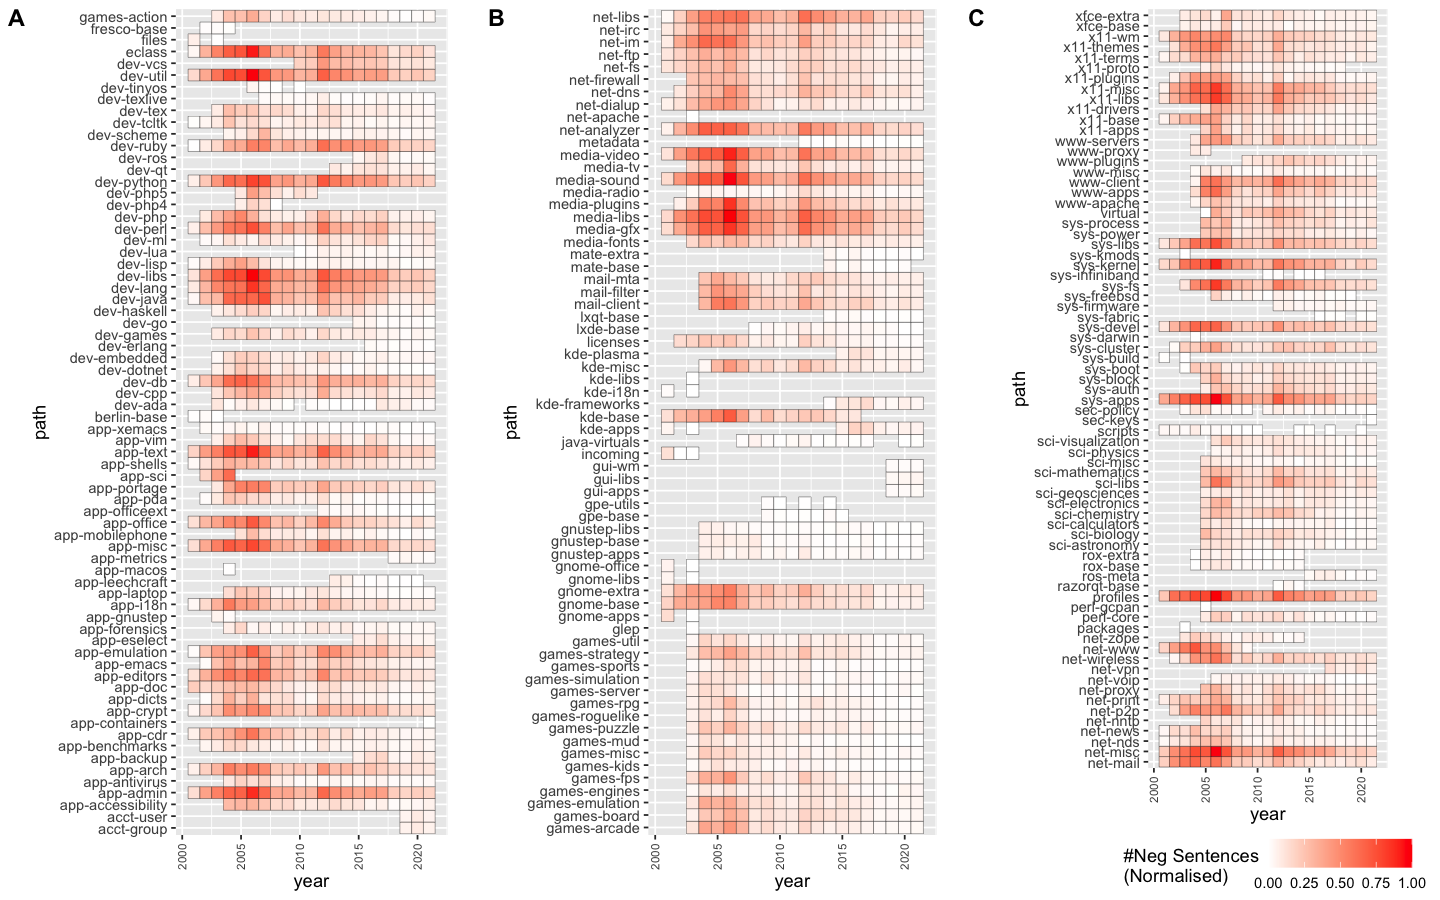 A
games-action
fresco-base
files
eclass
dev-vcs
dev-util
dev-tinyos
dev-texlive
dev-tex
dev-tcltk
dev-scheme
dev-ruby
dev-ros
dev-qt
dev-python
dev-php5
dev-php4
dev-php
dev-perl
dev-ml
dev-lua
dev-lisp
dev-libs
dev-lang
dev-java
dev-haskell
dev-go
dev-games
dev-erlang
dev-embedded
dev-dotnet
dev-db
dev-cpp
dev-ada
berlin-base
app-xemacs
app-vim
app-text
app-shells
app-sci
app-portage
app-pda
app-officeext
app-office
app-mobilephone
app-misc
app-metrics
app-macos
app-leechcraft
app-laptop
app-i18n
app-gnustep
app-forensics
app-eselect
app-emulation
app-emacs
app-editors
app-doc
app-dicts
app-crypt
app-containers
app-cdr
app-benchmarks
app-backup
app-arch
app-antivirus
app-admin
app-accessibility
acct-user
acct-group
path
2000
2005
2010
2015
2020
year
B
net-libs
net-irc
net-im
net-ftp
net-fs
net-firewall
net-dns
net-dialup
net-apache
net-analyzer
metadata
media-video
media-tv
media-sound
media-radio
media-plugins
media-libs
media-gfx
media-fonts
mate-extra
mate-base
mail-mta
mail-filter
mail-client
lxqt-base
lxde-base
licenses
kde-plasma
kde-misc
kde-libs
kde-i18n
kde-frameworks
kde-base
kde-apps
java-virtuals
incoming
gui-wm
gui-libs
gui-apps
gpe-utils
gpe-base
gnustep-libs
gnustep-base
gnustep-apps
gnome-office
gnome-libs
gnome-extra
gnome-base
gnome-apps
glep
games-util
games-strategy
games-sports
games-simulation
games-server
games-rpg
games-roguelike
games-puzzle
games-mud
games-misc
games-kids
games-fps
games-engines
games-emulation
games-board
games-arcade
path
2000
2005
2010
2015
2020
year
C
xfce-extra
xfce-base
x11-wm
x11-themes
x11-terms
x11-proto
x11-plugins
x11-misc
x11-libs
x11-drivers
x11-base
x11-apps
www-servers
www-proxy
www-plugins
www-misc
www-client
www-apps
www-apache
virtual
sys-process
sys-power
sys-libs
sys-kmods
sys-kernel
sys-infiniband
sys-fs
sys-freebsd
sys-firmware
sys-fabric
sys-devel
sys-darwin
sys-cluster
sys-build
sys-boot
sys-block
sys-auth
sys-apps
sec-policy
sec-keys
scripts
sci-visualization
sci-physics
sci-misc
sci-mathematics
sci-libs
sci-geosciences
sci-electronics
sci-chemistry
sci-calculators
sci-biology
sci-astronomy
rox-extra
rox-base
ros-meta
razorqt-base
profiles
perl-gcpan
perl-core
packages
net-zope
net-www
net-wireless
net-vpn
net-voip
net-proxy
net-print
net-p2p
net-nntp
net-news
net-nds
net-misc
net-mail
path
2000
2005
2010
2015
2020
year
#Neg Sentences
(Normalised)
0.00 0.25 0.50 0.75 1.00